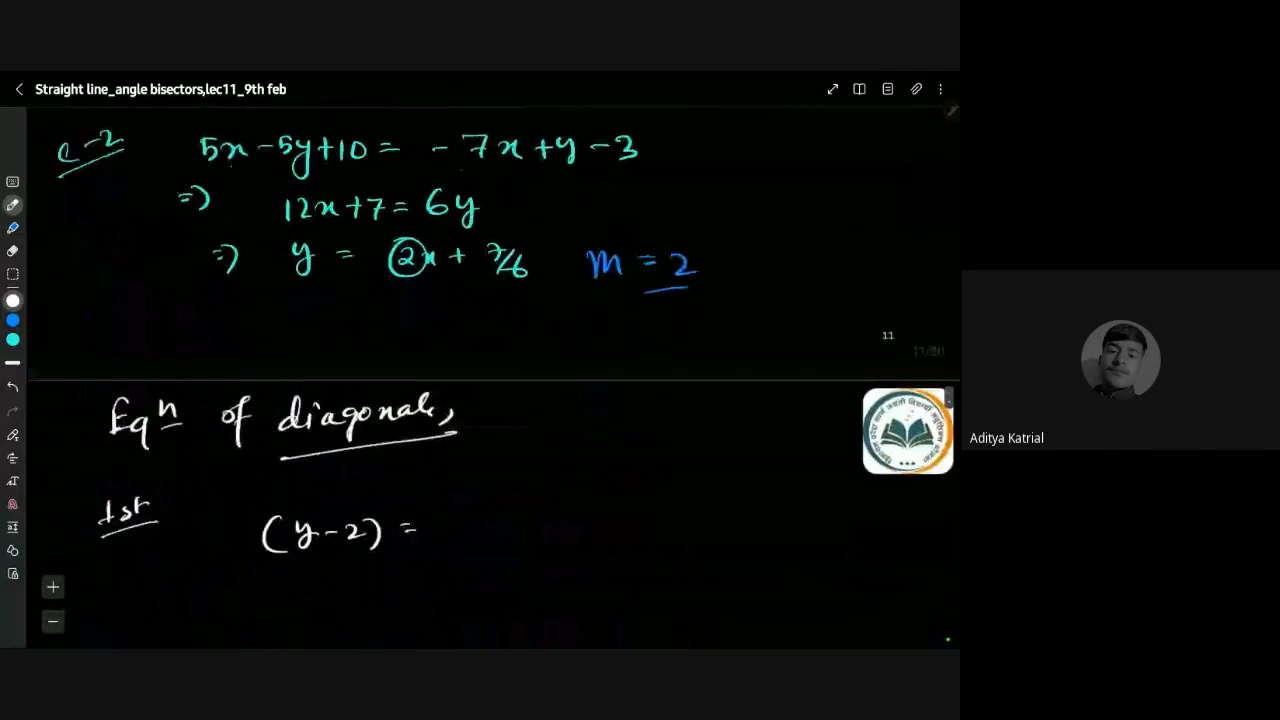 Straight line_angle bisectors,lec11_9th feb
c-2 5x - 5y + 10 = - 7x + y - 3
=) 12x + 7 = 6y
=) y = 2x + 7/6 m = 2
11
Eqn of diagonals,
1st (y - 2) =
Aditya Katrial